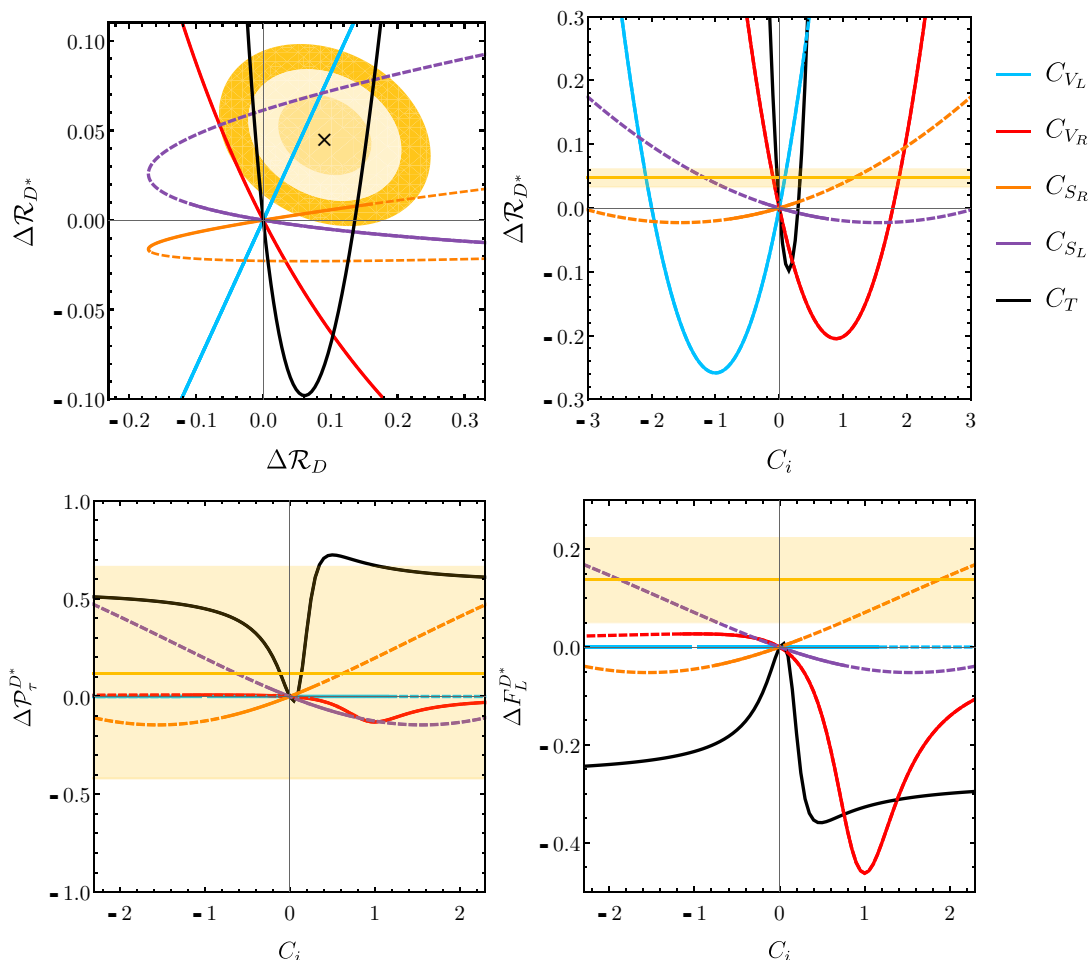 0.10
0.05
0.00
-0.05
-0.10
-0.2 -0.1 0.0 0.1 0.2 0.3
Δℛ_D
Δℛ_{D*}
0.3
0.2
0.1
0.0
-0.1
-0.2
-0.3
-3 -2 -1 0 1 2 3
C_i
Δℛ_{D*}
C_{V_L}
C_{V_R}
C_{S_R}
C_{S_L}
C_T
1.0
0.5
0.0
-0.5
-1.0
-2 -1 0 1 2
C_i
Δ𝒫_τ^{D*}
0.2
0.0
-0.2
-0.4
-2 -1 0 1 2
C_i
ΔF_L^{D*}